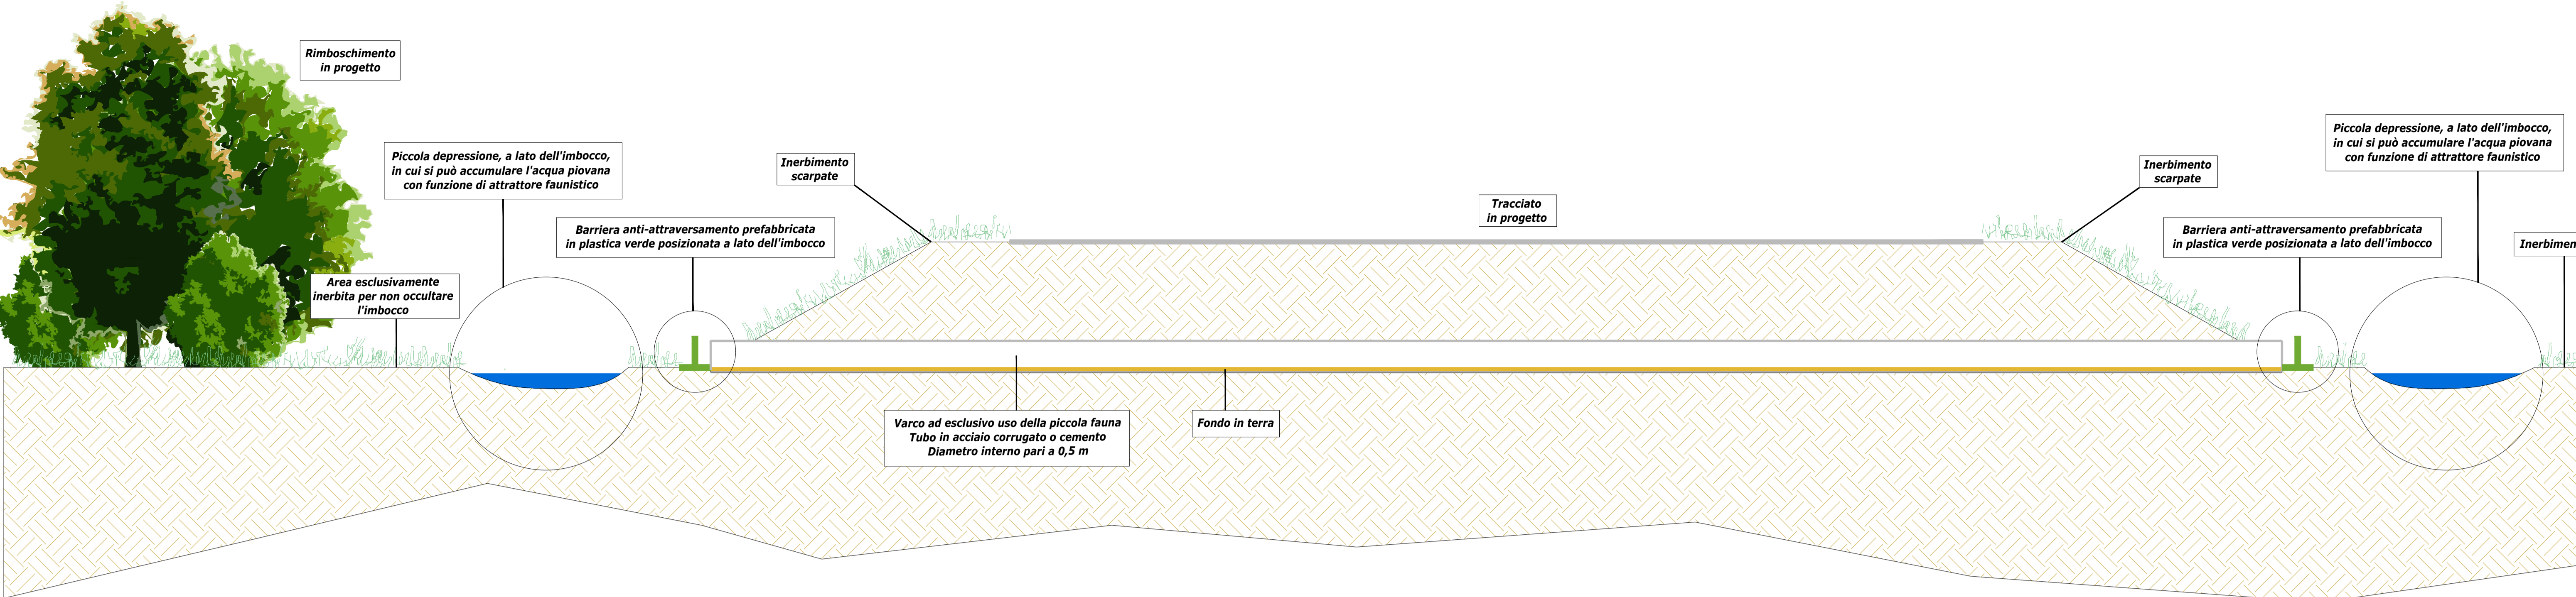 Rimboschimento
in progetto
Piccola depressione, a lato dell'imbocco,
in cui si può accumulare l'acqua piovana
con funzione di attrattore faunistico
Inerbimento
scarpate
Barriera anti-attraversamento prefabbricata
in plastica verde posizionata a lato dell'imbocco
Area esclusivamente
inerbita per non occultare
l'imbocco
Tracciato
in progetto
Varco ad esclusivo uso della piccola fauna
Tubo in acciaio corrugato o cemento
Diametro interno pari a 0,5 m
Fondo in terra
Inerbimento
scarpate
Piccola depressione, a lato dell'imbocco,
in cui si può accumulare l'acqua piovana
con funzione di attrattore faunistico
Barriera anti-attraversamento prefabbricata
in plastica verde posizionata a lato dell'imbocco